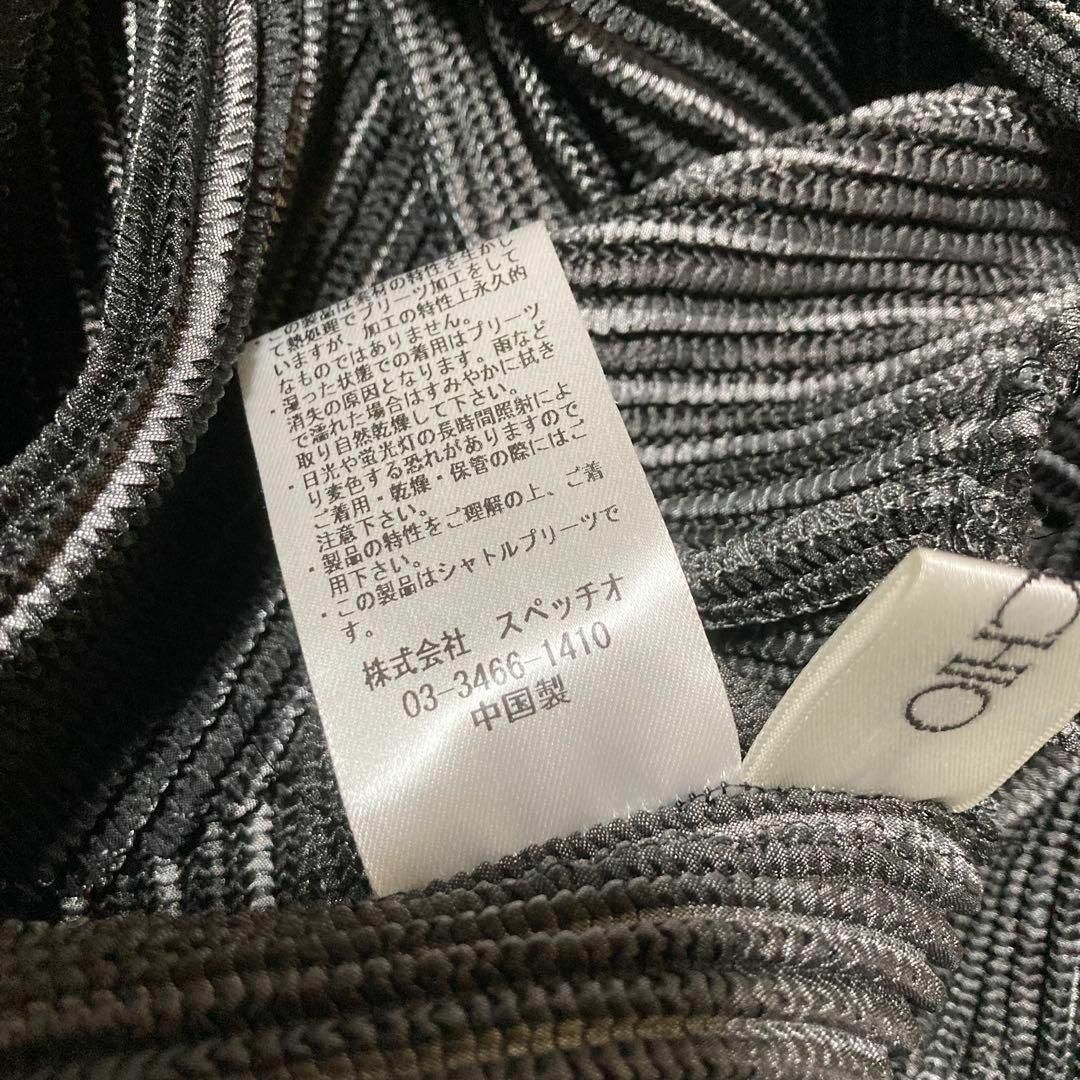 の製品は素材の特性を生かし
て熱処理でプリーツ加工をして
いますが、加工の特性上永久的
なものではありません。
・湿った状態での着用はプリーツ
消失の原因となります。雨など
で濡れた場合はすみやかに拭き
取り自然乾燥して下さい。
・日光や蛍光灯の長時間照射によ
り変色する恐れがありますので
ご着用・乾燥・保管の際にはご
注意下さい。
・製品の特性をご理解の上、ご着
用下さい。
・この製品はシャトルプリーツで
す。
株式会社 スペッチオ
03-3466-1410
中国製
CHIO